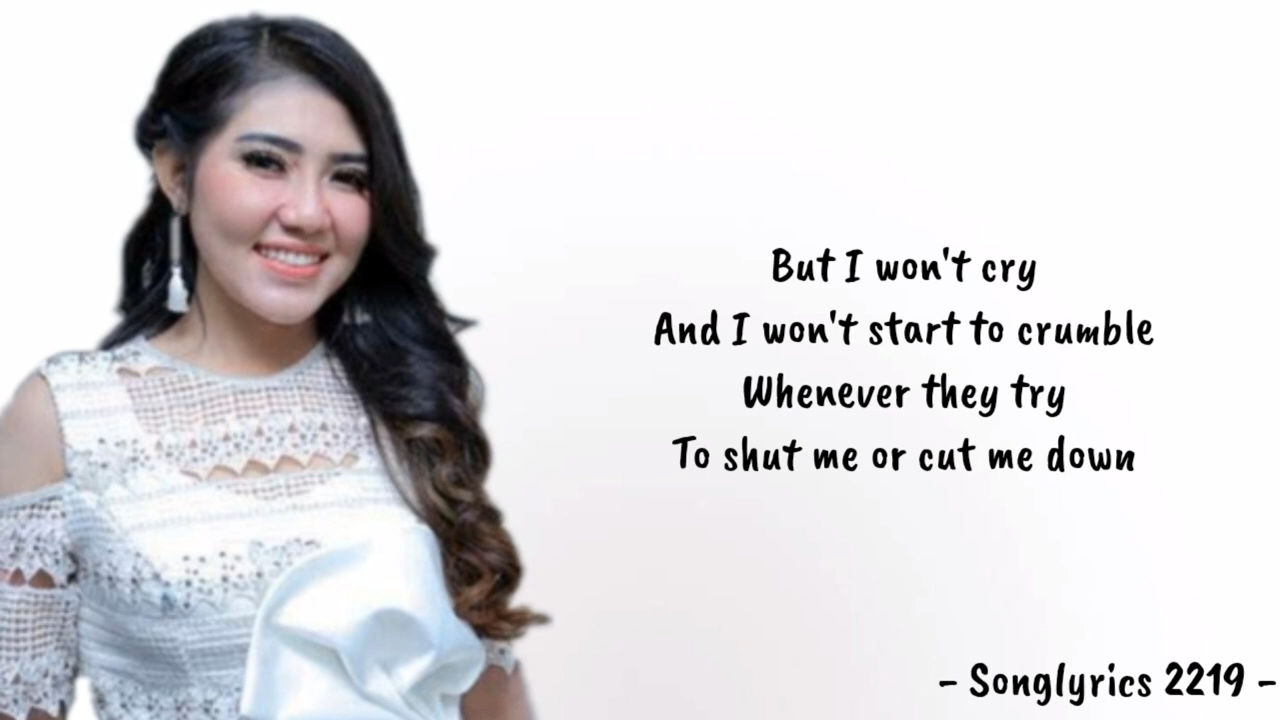 But I won't cry
And I won't start to crumble
Whenever they try
To shut me or cut me down
- Songlyrics 2219 -